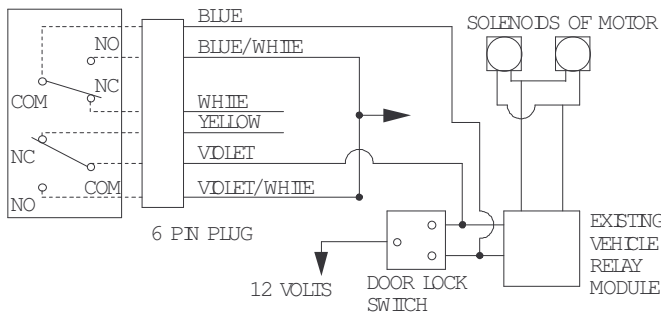 BLUE
SOLENOIDS OF MOTOR
NO
BLUE/WHITE
NC
COM
WHITE
YELLOW
NC
VIOLET
COM
NO
VIOLET/WHITE
6 PIN PLUG
EXISTING
VEHICLE
RELAY
MODULE
12 VOLTS
DOOR LOCK
SWITCH